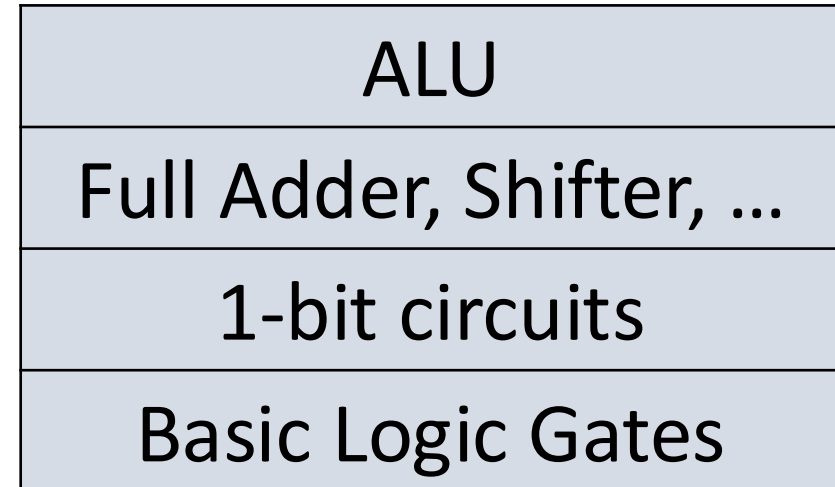 ALU
Full Adder, Shifter, …
1-bit circuits
Basic Logic Gates